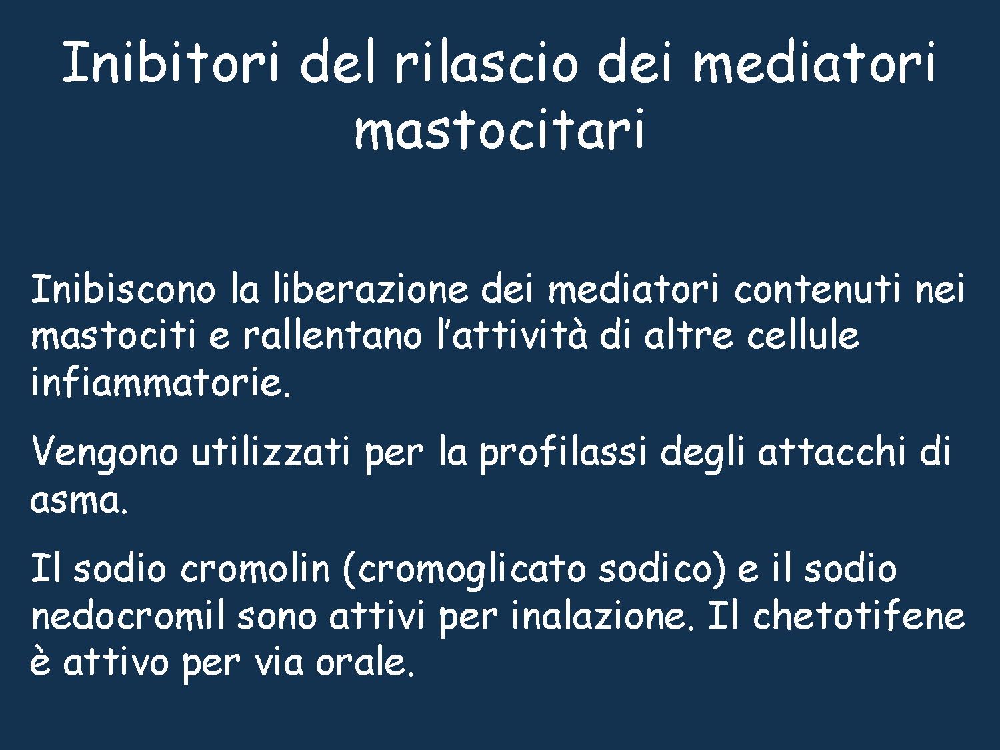 Inibitori del rilascio dei mediatori
mastocitari
Inibiscono la liberazione dei mediatori contenuti nei
mastociti e rallentano l’attività di altre cellule
infiammatorie.
Vengono utilizzati per la profilassi degli attacchi di
asma.
Il sodio cromolin (cromoglicato sodico) e il sodio
nedocromil sono attivi per inalazione. Il chetotifene
è attivo per via orale.